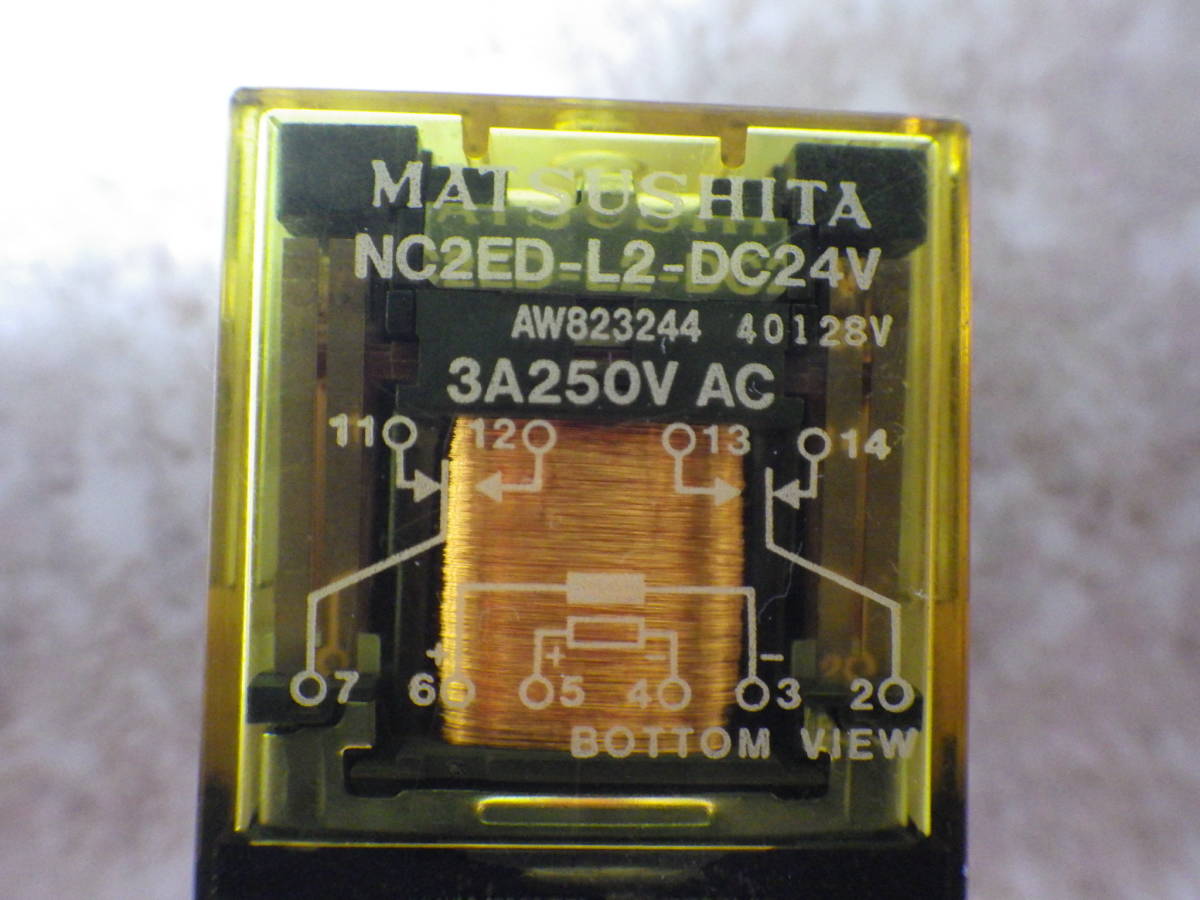 MATSUSHITA
NC2ED-L2-DC24V
AW823244 40128V
3A250V AC
11 12 13 14
+ + - -
7 6 5 4 3 2
BOTTOM VIEW